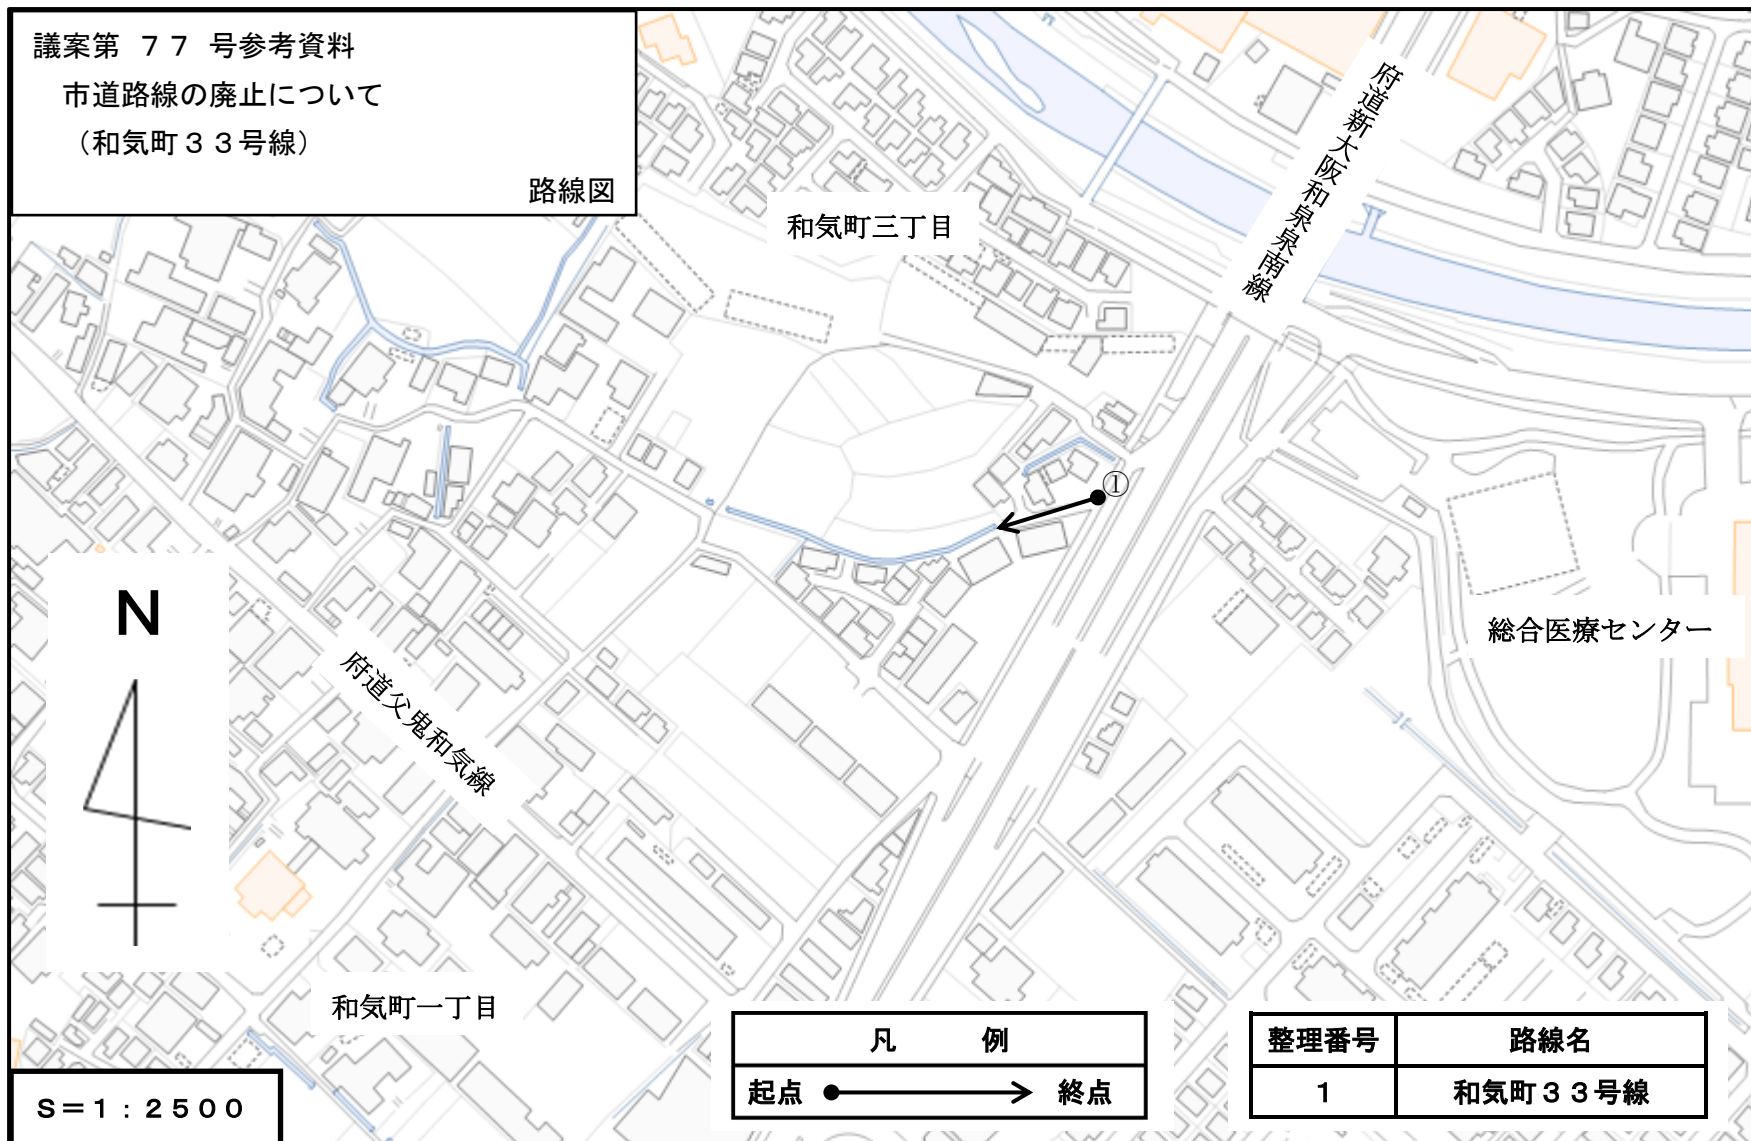 議案第 ７７ 号参考資料
市道路線の廃止について
（和気町３３号線）
路線図
和気町三丁目
府道新大阪和泉泉南線
①
総合医療センター
N
府道父鬼和気線
和気町一丁目
凡 例
起点 終点
整理番号 路線名
1 和気町３３号線
S＝１：２５００